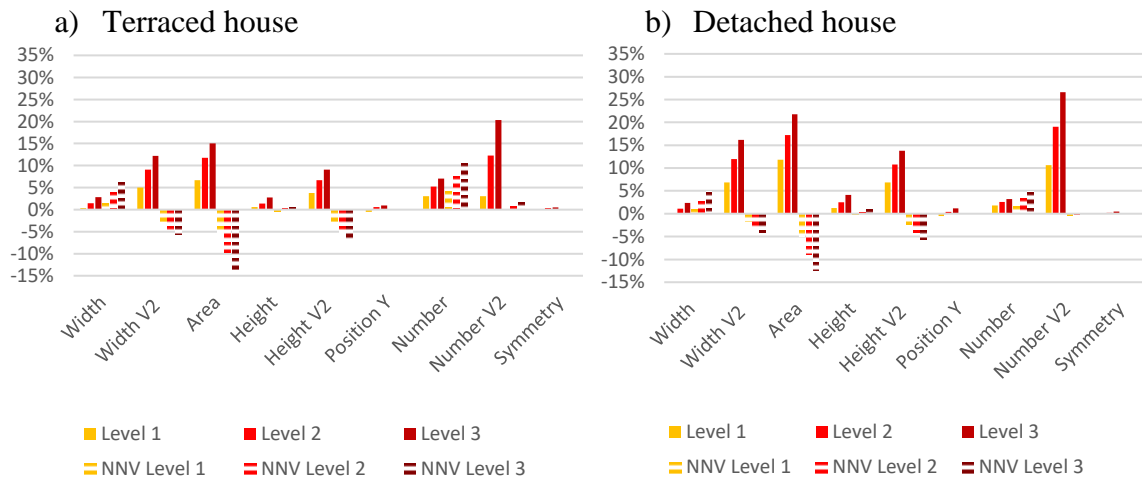 a) Terraced house
35%
30%
25%
20%
15%
10%
5%
0%
-5%
-10%
-15%
Width
Width V2
Area
Height
Height V2
Position Y
Number
Number V2
Symmetry
Level 1
Level 2
Level 3
NNV Level 1
NNV Level 2
NNV Level 3
b) Detached house
35%
30%
25%
20%
15%
10%
5%
0%
-5%
-10%
-15%
Width
Width V2
Area
Height
Height V2
Position Y
Number
Number V2
Symmetry
Level 1
Level 2
Level 3
NNV Level 1
NNV Level 2
NNV Level 3